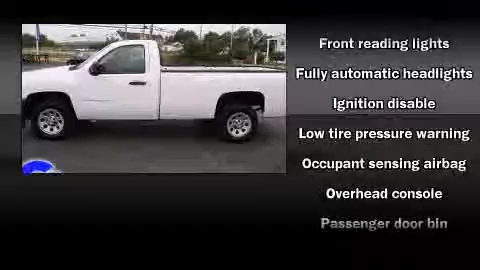 Front reading lights
Fully automatic headlights
Ignition disable
Low tire pressure warning
Occupant sensing airbag
Overhead console
Passenger door bin